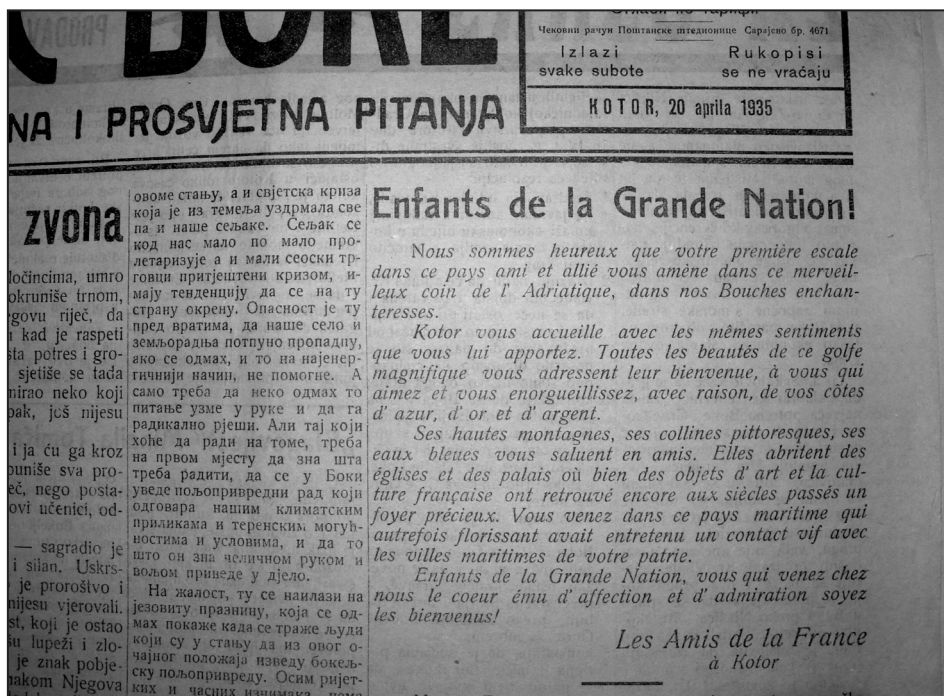 BOKE
Чековни рачун Поштанске штедионице Сарајево бр. 4671
Izlazi
svake subote
Rukopisi
se ne vraćaju
NA I PROSVJETNA PITANJA
KOTOR, 20 aprila 1935
zvona
ločincima, umro
okruniše trnom,
govu riječ, da
kad je raspeti
sta potres i gro-
sjetiše se tada
nirao neko koji
pak, još nijesu
i ja ću ga kroz
puniše sva pro-
eč, nego posta-
ovi učenici, od-
— sagradio je
i silan. Uskrs-
je proroštvo i
nijesu vjerovali.
st, koji je ostao
su lupeži i zlo-
je znak pobje-
nakom Njegova
овоме стању, а и свјетска криза
која је из темеља уздрмала све
па и наше сељаке. Сељак се
код нас мало по мало про-
летаризује а и мали сеоски тр-
говци притјештени кризом, и-
мају тенденцију да се на ту
страну окрену. Опасност је ту
пред вратима, да наше село и
земљорадња потпуно пропадну,
ако се одмах, и то на најенер-
гичнији начин, не помогне. А
само треба да неко одмах то
питање узме у руке и да га
радикално рјеши. Али тај који
хоће да ради на томе, треба
на првом мјесту да зна шта
треба радити, да се у Боки
уведе пољопривредни рад који
одговара нашим климатским
приликама и теренским могућ-
ностима и условима, и да то
што он зна челичном руком и
вољом приведе у дјело.
На жалост, ту се наилази на
језовиту празнину, која се од-
мах покаже када се траже људи
који су у стању да из овог о-
чајног положаја изведу бокељ-
ску пољопривреду. Осим ријет-
ких и часних изнимака, нема
Enfants de la Grande Nation!
Nous sommes heureux que votre première escale
dans ce pays ami et allié vous amène dans ce merveil-
leux coin de l' Adriatique, dans nos Bouches enchan-
teresses.
Kotor vous accueille avec les mêmes sentiments
que vous lui apportez. Toutes les beautés de ce golfe
magnifique vous adressent leur bienvenue, à vous qui
aimez et vous enorgueillissez, avec raison, de vos côtes
d' azur, d' or et d' argent.
Ses hautes montagnes, ses collines pittoresques, ses
eaux bleues vous saluent en amis. Elles abritent des
églises et des palais où bien des objets d' art et la cul-
ture française ont retrouvé encore aux siècles passés un
foyer précieux. Vous venez dans ce pays maritime qui
autrefois florissant avait entretenu un contact vif avec
les villes maritimes de votre patrie.
Enfants de la Grande Nation, vous qui venez chez
nous le coeur ému d' affection et d' admiration soyez
les bienvenus!
Les Amis de la France
à Kotor